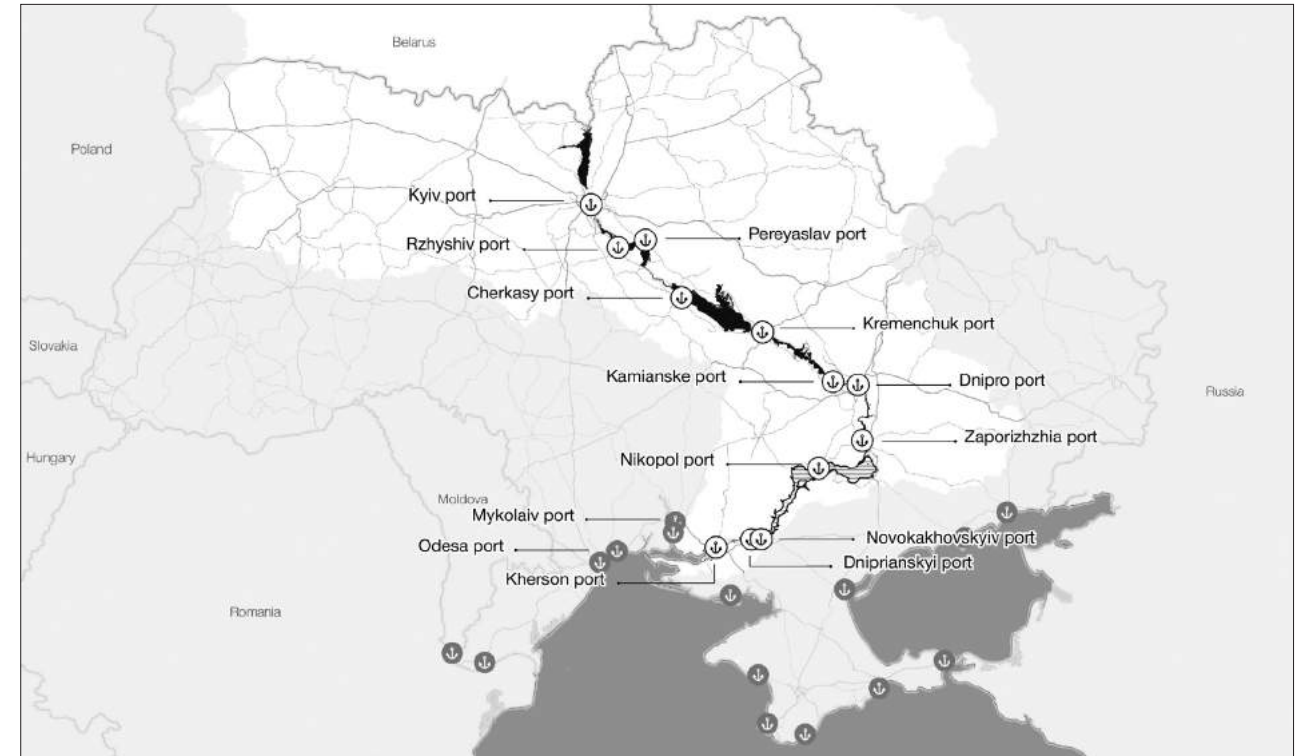 Belarus
Poland
Kyiv port
Pereyaslav port
Rzhyshiv port
Cherkasy port
Kremenchuk port
Slovakia
Kamianske port
Dnipro port
Russia
Zaporizhzhia port
Hungary
Nikopol port
Moldova
Mykolaiv port
Novokakhovskyiv port
Odesa port
Dniprianskyi port
Kherson port
Romania